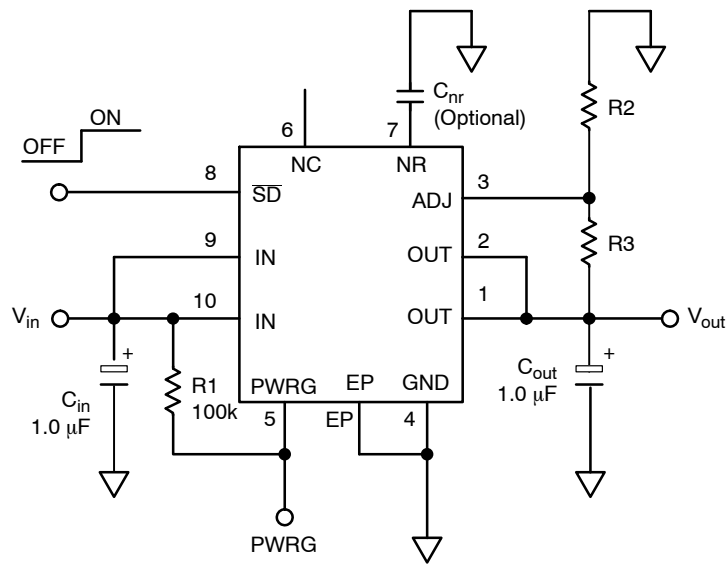 C_nr
(Optional)
R2
ON
OFF
6
7
NC
NR
8
SD
3
ADJ
9
IN
2
OUT
R3
V_in
10
IN
1
OUT
V_out
+
C_in
1.0 µF
R1
100k
PWRG
EP
GND
5
EP
4
+
C_out
1.0 µF
PWRG